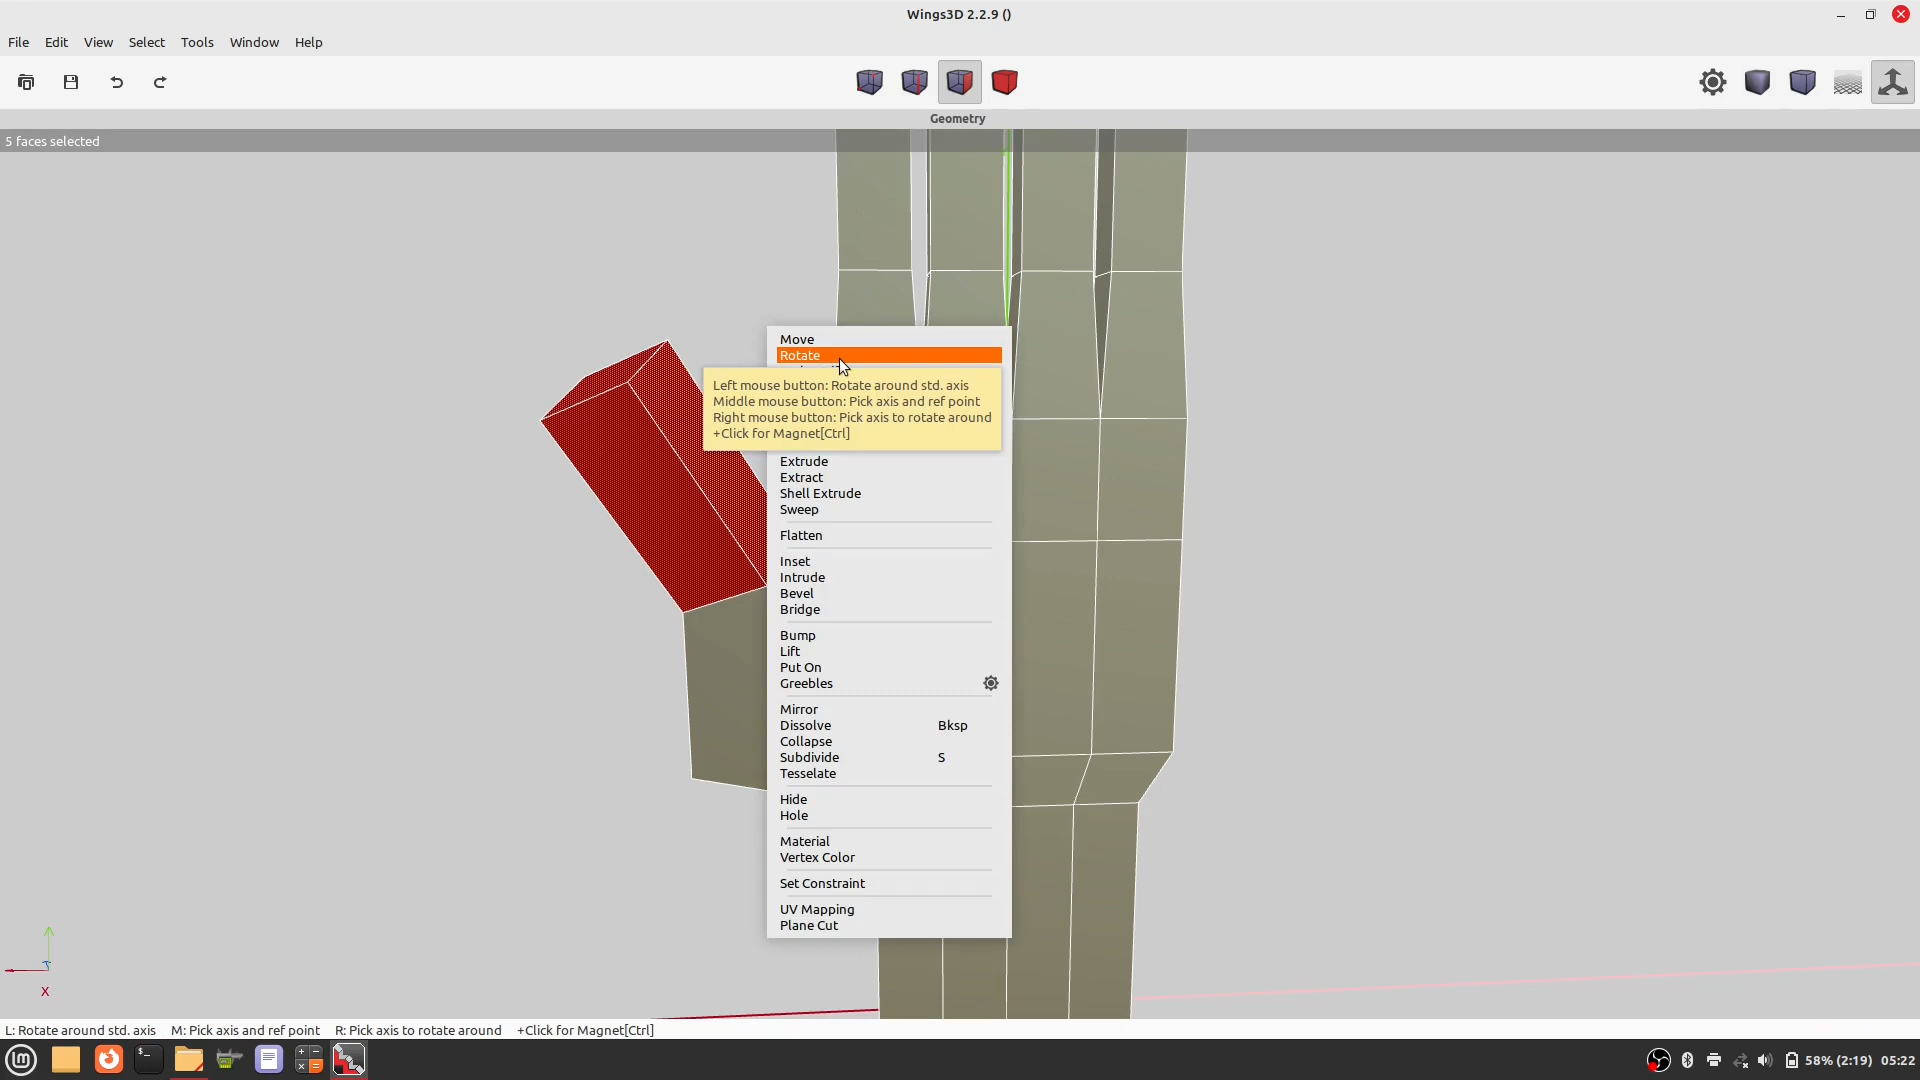 Wings3D 2.2.9 ()
File Edit View Select Tools Window Help
Geometry
5 faces selected
Move
Rotate
Left mouse button: Rotate around std. axis
Middle mouse button: Pick axis and ref point
Right mouse button: Pick axis to rotate around
+Click for Magnet[Ctrl]
Extrude
Extract
Shell Extrude
Sweep
Flatten
Inset
Intrude
Bevel
Bridge
Bump
Lift
Put On
Greebles
Mirror
Dissolve Bksp
Collapse
Subdivide S
Tesselate
Hide
Hole
Material
Vertex Color
Set Constraint
UV Mapping
Plane Cut
X
L: Rotate around std. axis M: Pick axis and ref point R: Pick axis to rotate around +Click for Magnet[Ctrl]
58% (2:19) 05:22